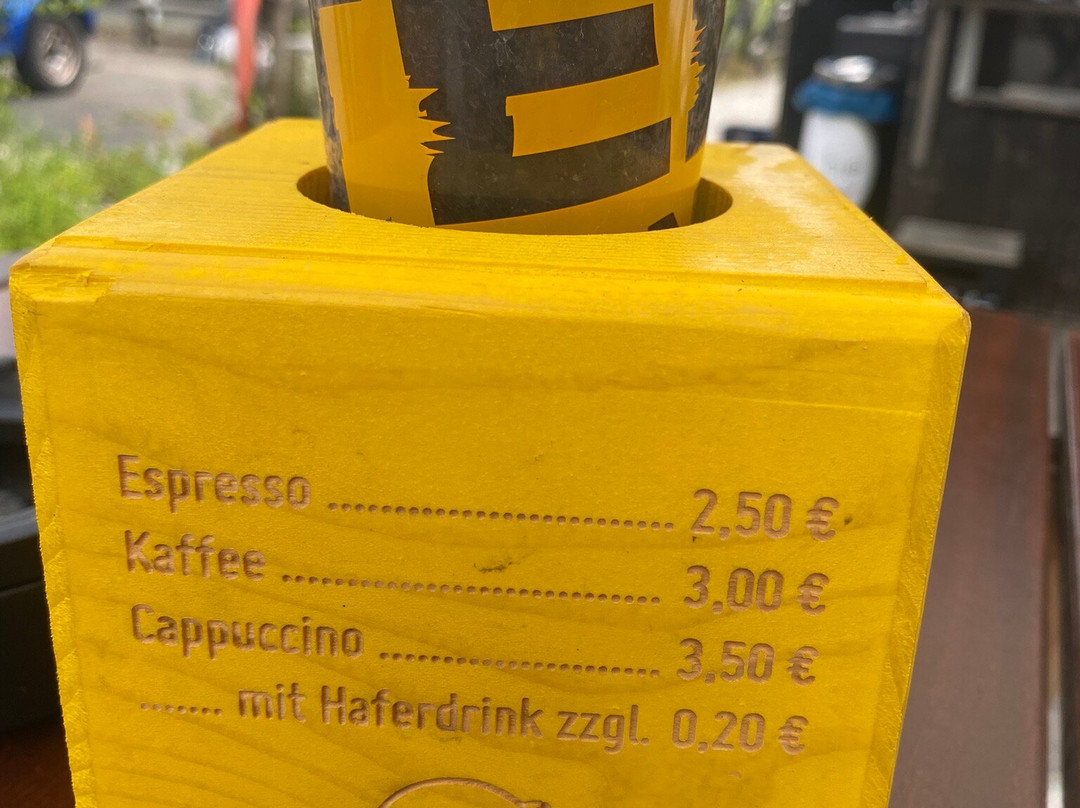 Espresso .......................... 2,50 €
Kaffee ............................. 3,00 €
Cappuccino ..................... 3,50 €
....... mit Haferdrink zzgl. 0,20 €